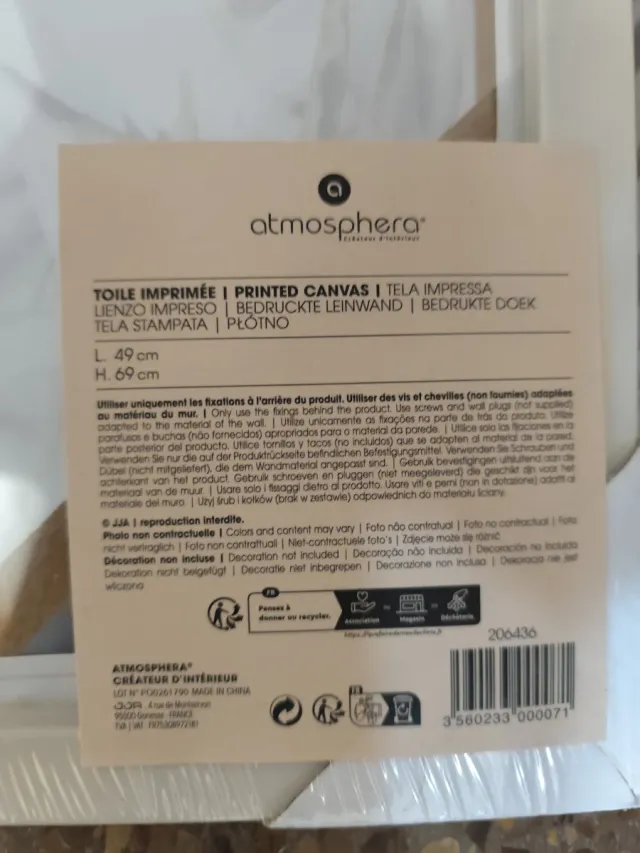 a
atmosphera®
Créateur d'intérieur
TOILE IMPRIMÉE | PRINTED CANVAS | TELA IMPRESSA
LIENZO IMPRESO | BEDRUCKTE LEINWAND | BEDRUKTE DOEK
TELA STAMPATA | PŁÓTNO
L. 49 cm
H. 69 cm
Utiliser uniquement les fixations à l'arrière du produit. Utiliser des vis et chevilles (non fournies) adaptées
au matériau du mur. | Only use the fixings behind the product. Use screws and wall plugs (not supplied)
adapted to the material of the wall. | Utilize unicamente as fixações na parte de trás do produto. Utilize
parafusos e buchas (não fornecidos) apropriados para o material da parede. | Utilice solo las fijaciones en la
parte posterior del producto. Utilice tornillos y tacos (no incluidos) que se adapten al material de la pared.
Verwenden Sie nur die auf der Produktrückseite befindlichen Befestigungsmittel. Verwenden Sie Schrauben und
Dübel (nicht mitgeliefert), die dem Wandmaterial angepasst sind. | Gebruik bevestigingen uitsluitend aan de
achterkant van het product. Gebruik schroeven en pluggen (niet meegeleverd) die geschikt zijn voor het
materiaal van de muur. | Usare solo i fissaggi dietro al prodotto. Usare viti e perni (non in dotazione) adatti al
materiale del muro. | Użyj śrub i kołków (brak w zestawie) odpowiednich do materiału ściany.
© JJA | reproduction interdite.
Photo non contractuelle | Colors and content may vary | Foto não contratual | Foto no contractual | Foto
nicht vertraglich | Foto non contrattuali | Niet-contractuele foto's | Zdjęcie może się różnić
Décoration non incluse | Decoration not included | Decoração não incluída | Decoración no incluida
Dekoration nicht beigefügt | Decoratie niet inbegrepen | Decorazione non inclusa | Dekoracja nie jest
wliczona
FR
Pensez à
donner ou recycler.
Association
Magasin
Déchèterie
206436
ATMOSPHERA®
CRÉATEUR D'INTÉRIEUR
LOT N° PO0261790 MADE IN CHINA
JJA 4 rue de Montservon
95500 Gonesse - FRANCE
FR
3 560233 000071